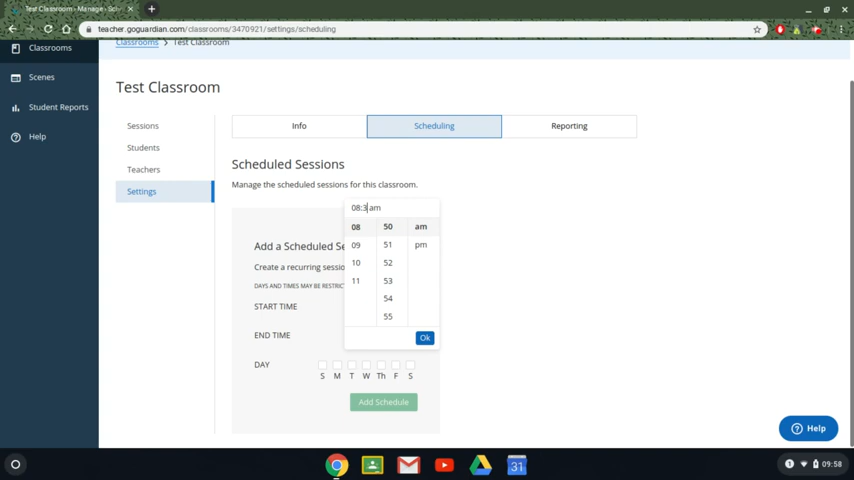 Test Classroom - Manage - Sc
teacher.goguardian.com/classrooms/3470921/settings/scheduling
Classrooms
Scenes
Student Reports
Help
Classrooms > Test Classroom
Test Classroom
Sessions
Students
Teachers
Settings
Info
Scheduling
Reporting
Scheduled Sessions
Manage the scheduled sessions for this classroom.
Add a Scheduled Se
Create a recurring sessio
DAYS AND TIMES MAY BE RESTRIC
START TIME
END TIME
DAY
S M T W Th F S
Add Schedule
08:3 am
08 50 am
09 51 pm
10 52
11 53
54
55
Ok
Help
31
1
09:58